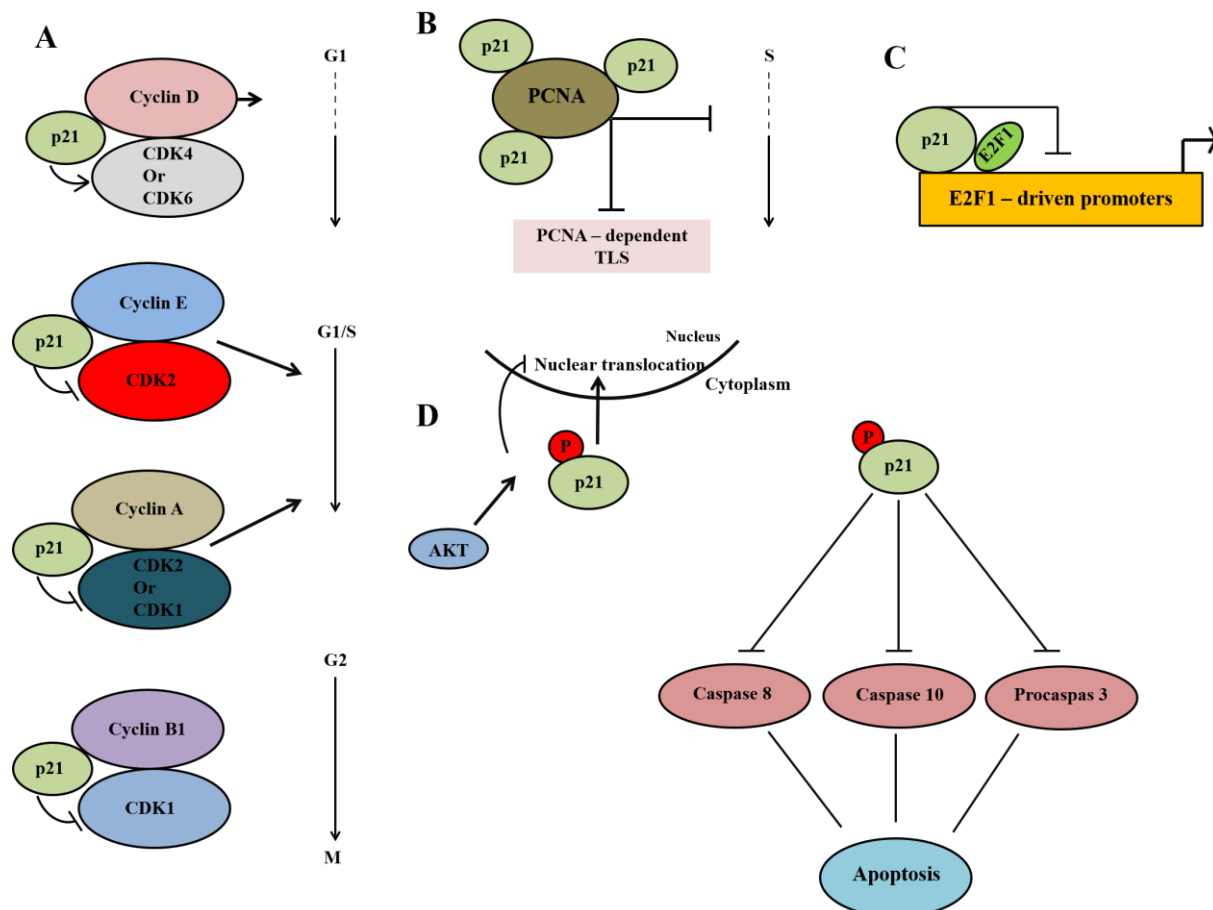 A
G1
Cyclin D
p21
CDK4
Or
CDK6
Cyclin E
p21
CDK2
G1/S
Cyclin A
p21
CDK2
Or
CDK1
G2
Cyclin B1
p21
CDK1
M
B
p21
p21
PCNA
p21
S
PCNA – dependent
TLS
C
p21
E2F1
E2F1 – driven promoters
D
Nucleus
Nuclear translocation
Cytoplasm
P
p21
AKT
P
p21
Caspase 8
Caspase 10
Procaspas 3
Apoptosis